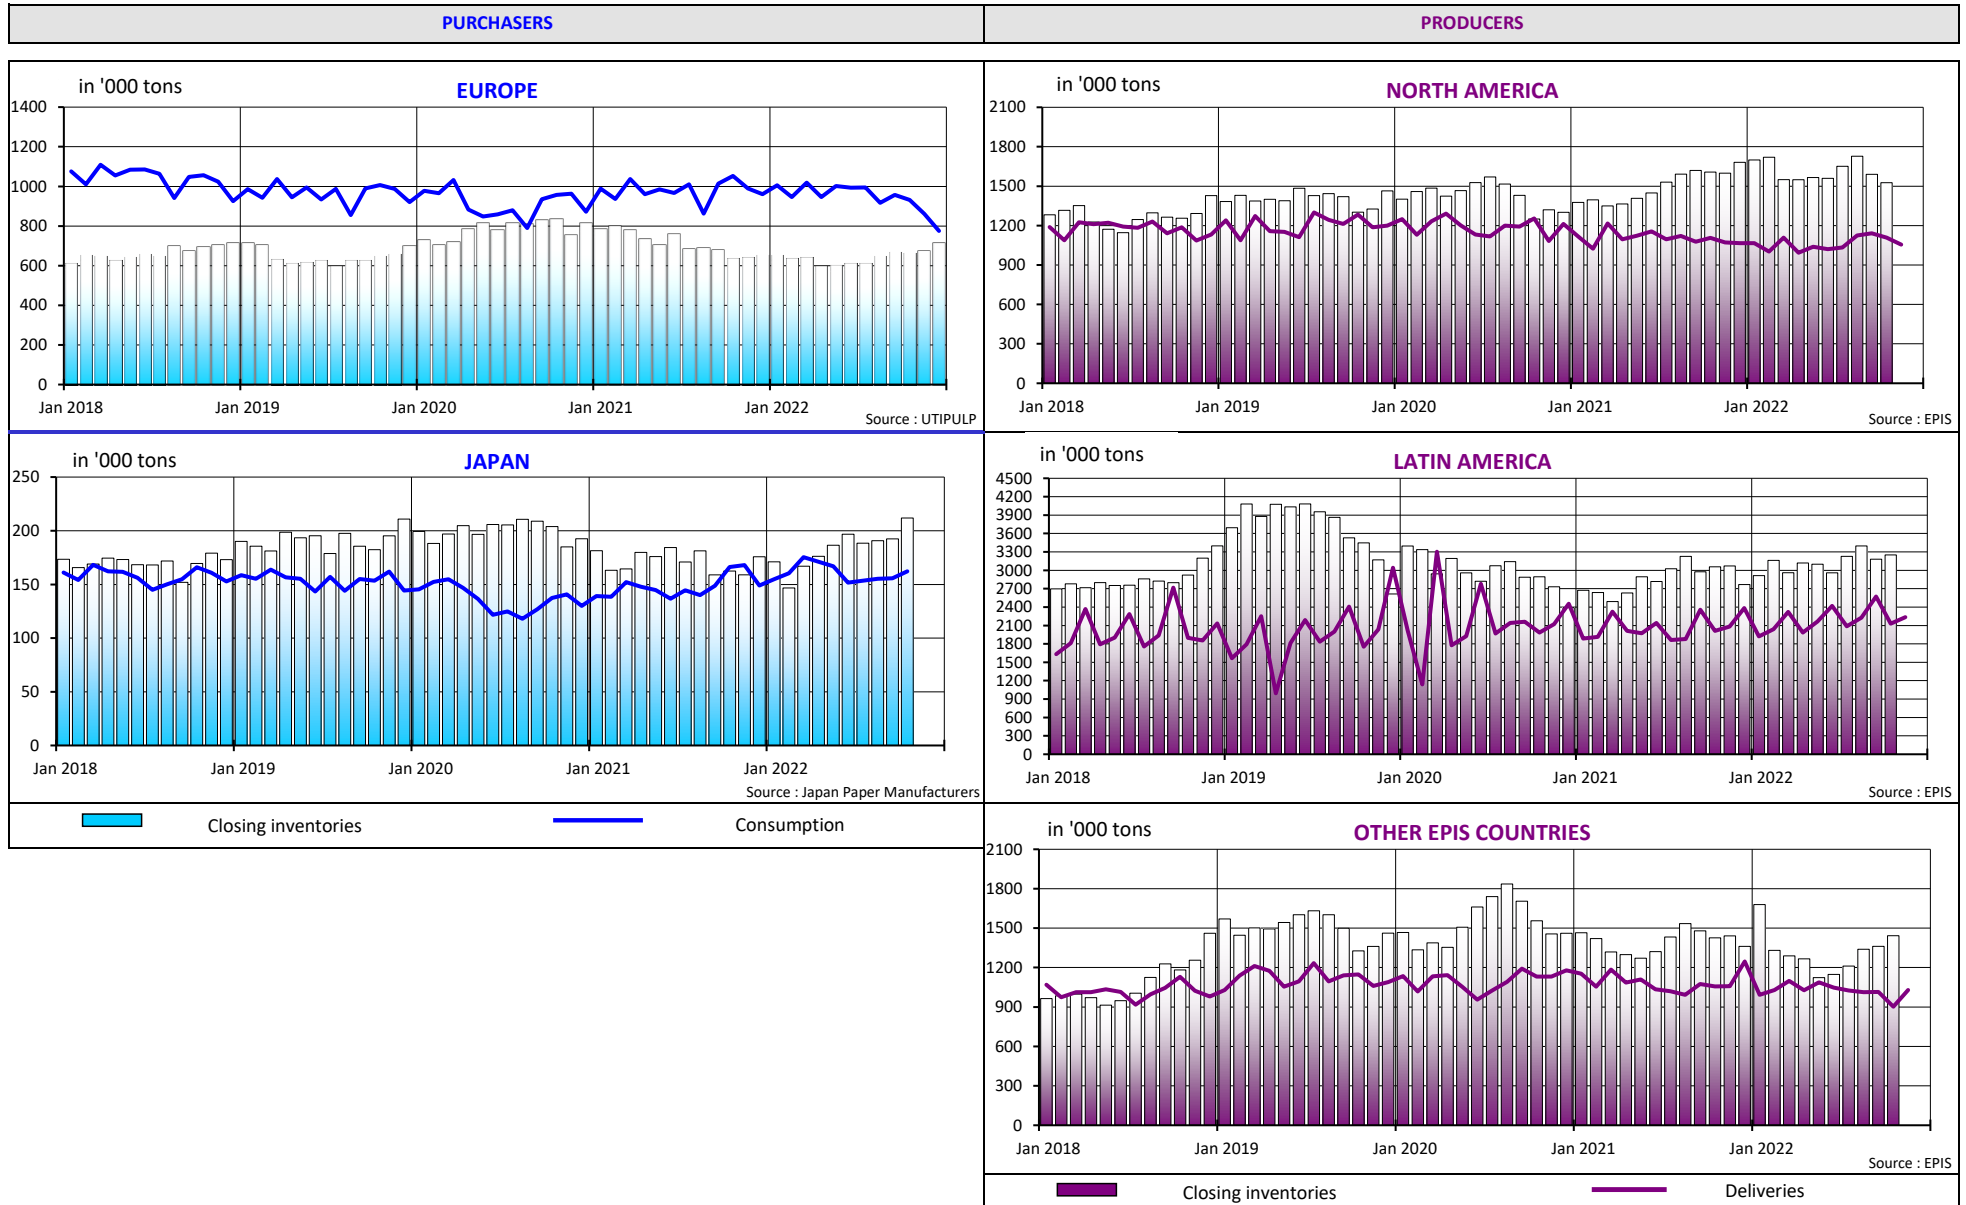 PURCHASERS
PRODUCERS
in '000 tons
EUROPE
1400
1200
1000
800
600
400
200
0
Jan 2018
Jan 2019
Jan 2020
Jan 2021
Jan 2022
Source : UTIPULP
in '000 tons
NORTH AMERICA
2100
1800
1500
1200
900
600
300
0
Jan 2018
Jan 2019
Jan 2020
Jan 2021
Jan 2022
Source : EPIS
in '000 tons
JAPAN
250
200
150
100
50
0
Jan 2018
Jan 2019
Jan 2020
Jan 2021
Jan 2022
Source : Japan Paper Manufacturers
Closing inventories
Consumption
in '000 tons
LATIN AMERICA
4500
4200
3900
3600
3300
3000
2700
2400
2100
1800
1500
1200
900
600
300
0
Jan 2018
Jan 2019
Jan 2020
Jan 2021
Jan 2022
Source : EPIS
in '000 tons
OTHER EPIS COUNTRIES
2100
1800
1500
1200
900
600
300
0
Jan 2018
Jan 2019
Jan 2020
Jan 2021
Jan 2022
Source : EPIS
Closing inventories
Deliveries